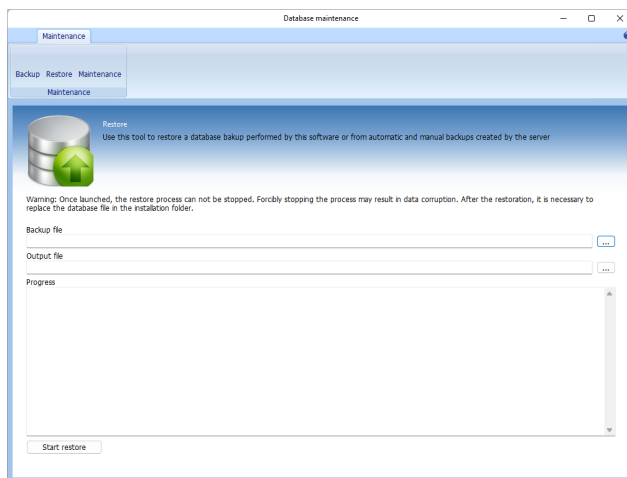 Database maintenance
Maintenance
Backup Restore Maintenance
Maintenance
Restore
Use this tool to restore a database bakup performed by this software or from automatic and manual backups created by the server
Warning: Once launched, the restore process can not be stopped. Forcibly stopping the process may result in data corruption. After the restoration, it is necessary to
replace the database file in the installation folder.
Backup file
...
Output file
...
Progress
Start restore